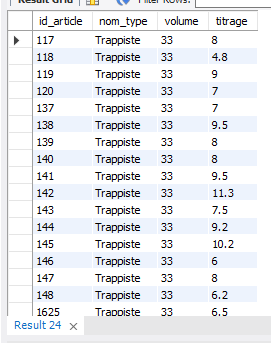 Result Grid Filter Rows:
id_article nom_type volume titrage
117 Trappiste 33 8
118 Trappiste 33 4.8
119 Trappiste 33 9
120 Trappiste 33 7
137 Trappiste 33 7
138 Trappiste 33 9.5
139 Trappiste 33 8
140 Trappiste 33 8
141 Trappiste 33 9.5
142 Trappiste 33 11.3
143 Trappiste 33 7.5
144 Trappiste 33 9.2
145 Trappiste 33 10.2
146 Trappiste 33 6
147 Trappiste 33 8
148 Trappiste 33 6.2
1625 Trappiste 33 6.5
Result 24